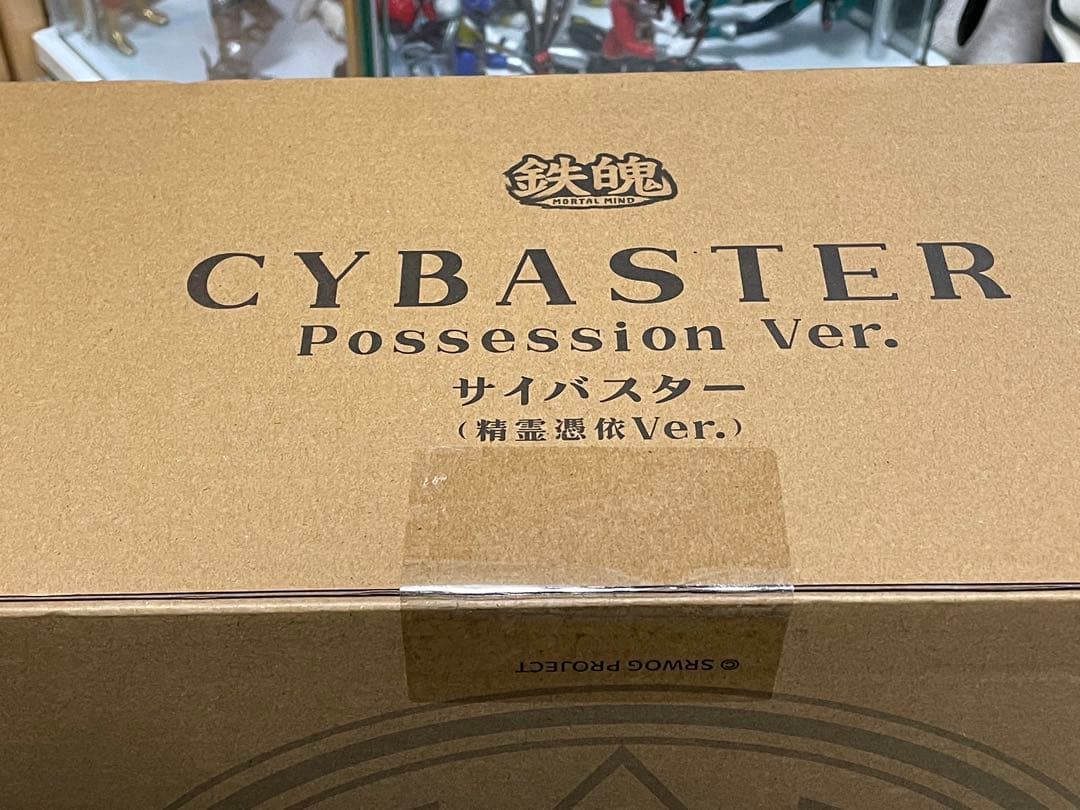 鉄魄
MORTAL MIND
CYBASTER
Possession Ver.
サイバスター
(精霊憑依Ver.)
© SRWOG PROJECT